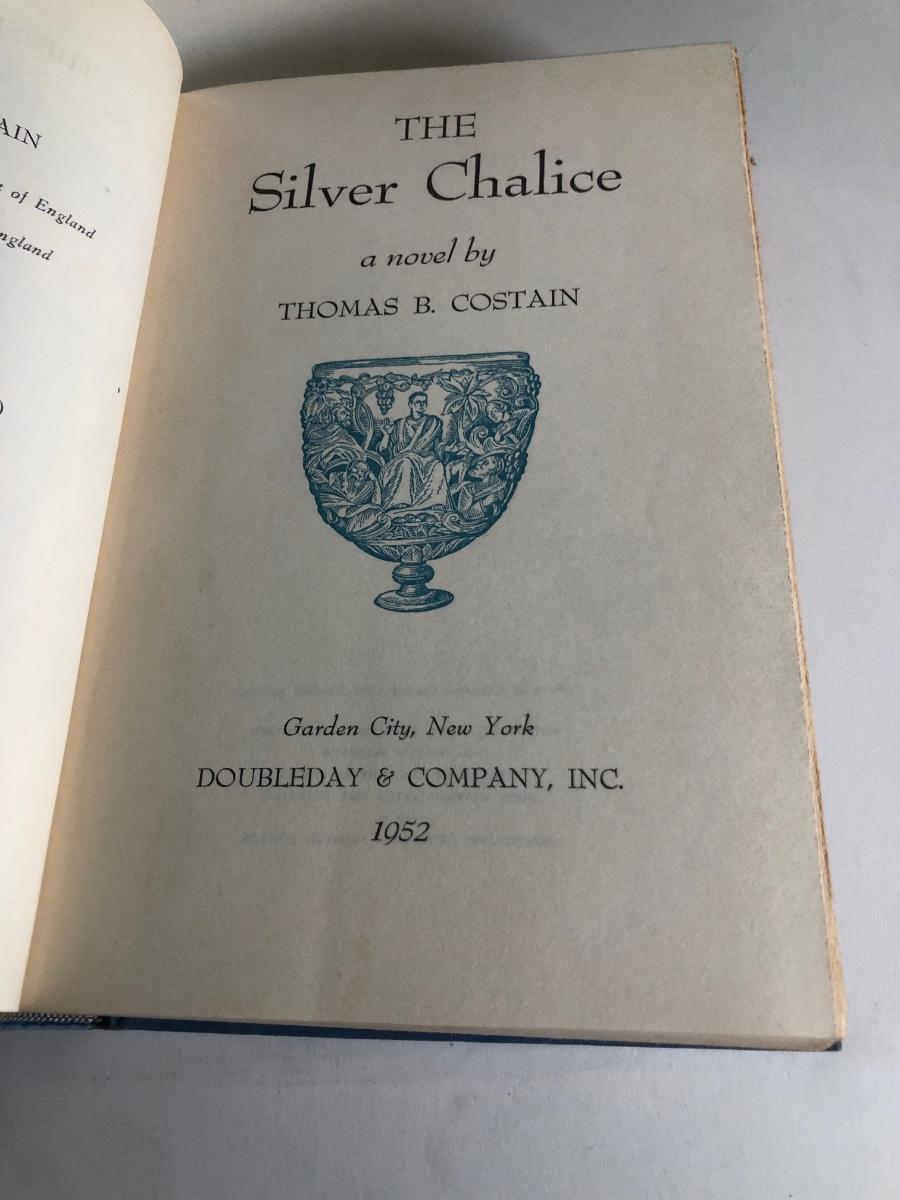 AIN
of England
ngland
THE
Silver Chalice
a novel by
THOMAS B. COSTAIN
Garden City, New York
DOUBLEDAY & COMPANY, INC.
1952